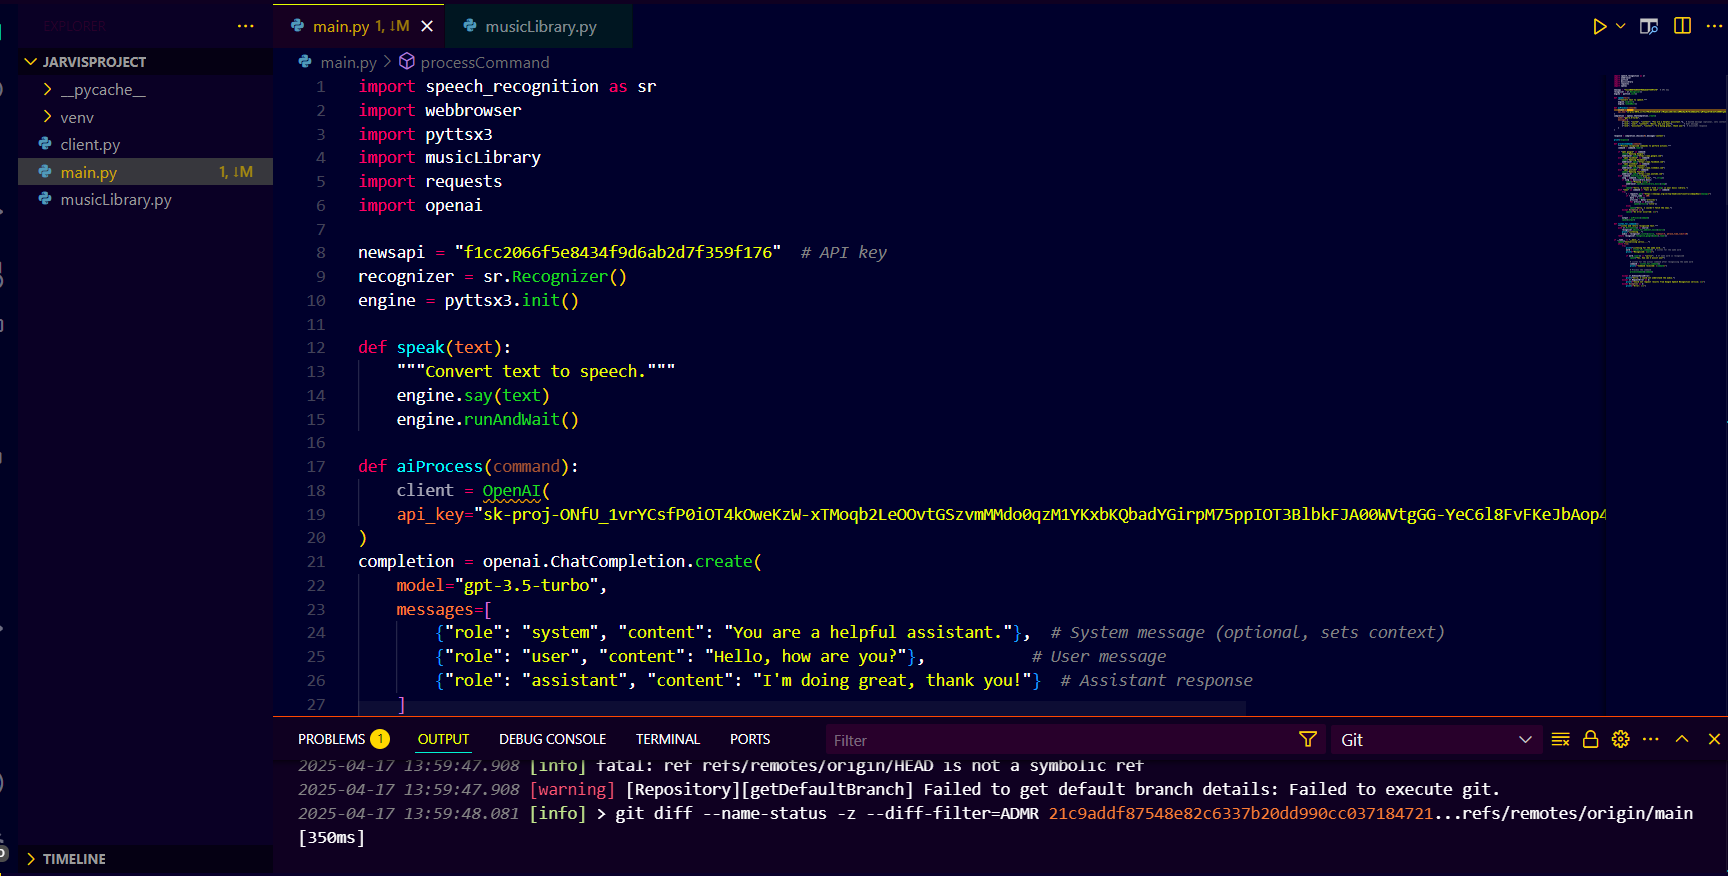 EXPLORER
JARVISPROJECT
__pycache__
venv
client.py
main.py 1, ↓M
musicLibrary.py
TIMELINE
main.py 1, ↓M
musicLibrary.py
main.py > processCommand
1 import speech_recognition as sr
2 import webbrowser
3 import pyttsx3
4 import musicLibrary
5 import requests
6 import openai
7
8 newsapi = "f1cc2066f5e8434f9d6ab2d7f359f176"  # API key
9 recognizer = sr.Recognizer()
10 engine = pyttsx3.init()
11
12 def speak(text):
13     """Convert text to speech."""
14     engine.say(text)
15     engine.runAndWait()
16
17 def aiProcess(command):
18     client = OpenAI(
19     api_key="sk-proj-ONfU_1vrYCsfP0iOT4kOweKzW-xTMoqb2LeOOvtGSzvmMMdo0qzM1YKxbKQbadYGirpM75ppIOT3BlbkFJA00WVtgGG-YeC6l8FvFKeJbAop4
20 )
21 completion = openai.ChatCompletion.create(
22     model="gpt-3.5-turbo",
23     messages=[
24         {"role": "system", "content": "You are a helpful assistant."},  # System message (optional, sets context)
25         {"role": "user", "content": "Hello, how are you?"},           # User message
26         {"role": "assistant", "content": "I'm doing great, thank you!"}  # Assistant response
27     ]
PROBLEMS 1 OUTPUT DEBUG CONSOLE TERMINAL PORTS Filter Git
2025-04-17 13:59:47.908 [info] fatal: ref refs/remotes/origin/HEAD is not a symbolic ref
2025-04-17 13:59:47.908 [warning] [Repository][getDefaultBranch] Failed to get default branch details: Failed to execute git.
2025-04-17 13:59:48.081 [info] > git diff --name-status -z --diff-filter=ADMR 21c9addf87548e82c6337b20dd990cc037184721...refs/remotes/origin/main
[350ms]